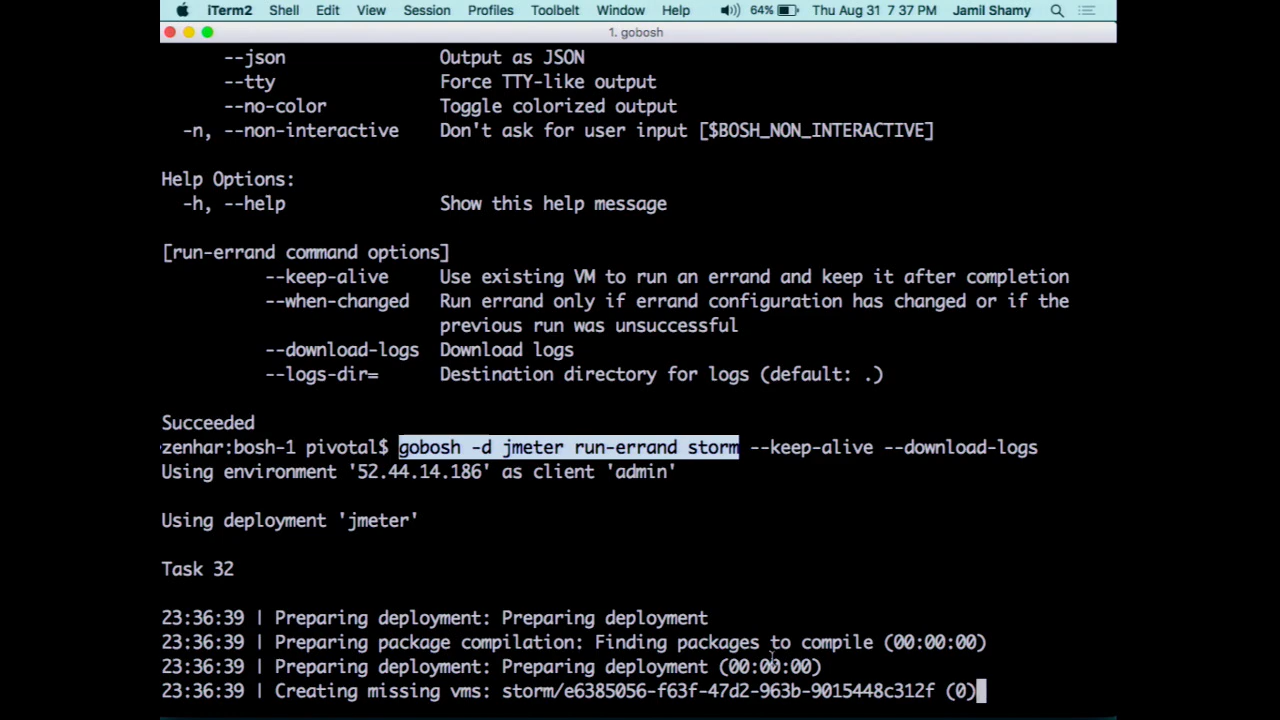 iTerm2 Shell Edit View Session Profiles Toolbelt Window Help 64% Thu Aug 31 7:37 PM Jamil Shamy
1. gobosh
--json Output as JSON
--tty Force TTY-like output
--no-color Toggle colorized output
-n, --non-interactive Don't ask for user input [$BOSH_NON_INTERACTIVE]
Help Options:
-h, --help Show this help message
[run-errand command options]
--keep-alive Use existing VM to run an errand and keep it after completion
--when-changed Run errand only if errand configuration has changed or if the
previous run was unsuccessful
--download-logs Download logs
--logs-dir= Destination directory for logs (default: .)
Succeeded
zenhar:bosh-1 pivotal$ gobosh -d jmeter run-errand storm --keep-alive --download-logs
Using environment '52.44.14.186' as client 'admin'
Using deployment 'jmeter'
Task 32
23:36:39 | Preparing deployment: Preparing deployment
23:36:39 | Preparing package compilation: Finding packages to compile (00:00:00)
23:36:39 | Preparing deployment: Preparing deployment (00:00:00)
23:36:39 | Creating missing vms: storm/e6385056-f63f-47d2-963b-9015448c312f (0)